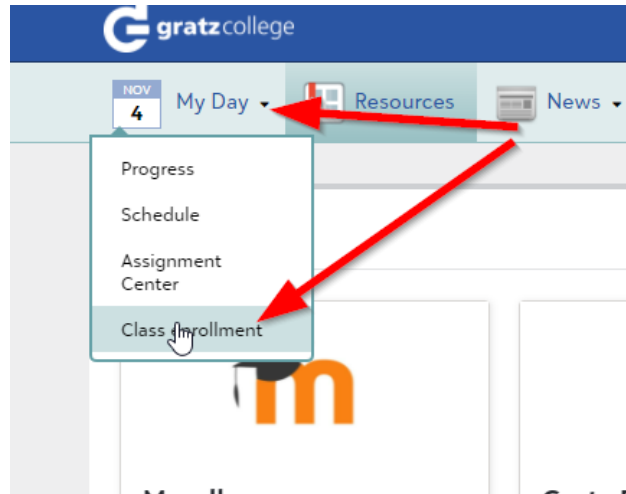 gratzcollege
NOV
4
My Day
Resources
News
Progress
Schedule
Assignment
Center
Class enrollment
m